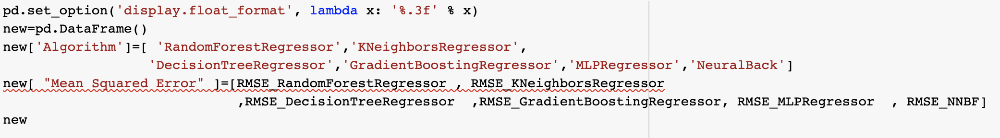 pd.set_option('display.float_format', lambda x: '%.3f' % x)
new=pd.DataFrame()
new['Algorithm']=[ 'RandomForestRegressor','KNeighborsRegressor',
'DecisionTreeRegressor','GradientBoostingRegressor','MLPRegressor','NeuralBack']
new[ "Mean Squared Error" ]=[RMSE_RandomForestRegressor , RMSE_KNeighborsRegressor
,RMSE_DecisionTreeRegressor  ,RMSE_GradientBoostingRegressor, RMSE_MLPRegressor  , RMSE_NNBF]
new